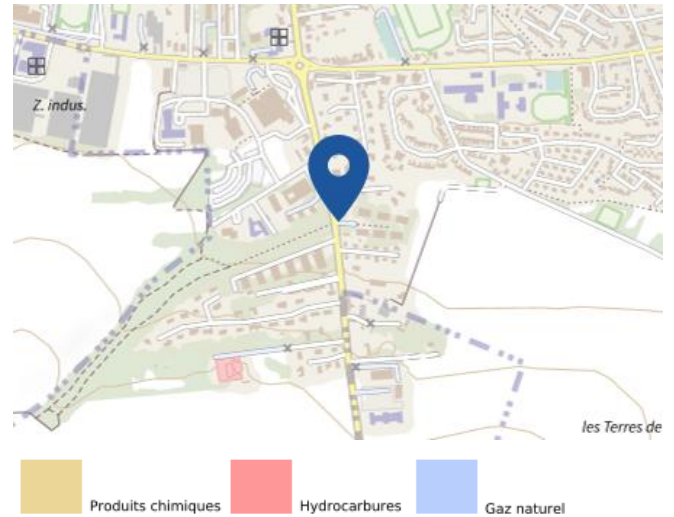 Z. indus.
les Terres de
Produits chimiques
Hydrocarbures
Gaz naturel